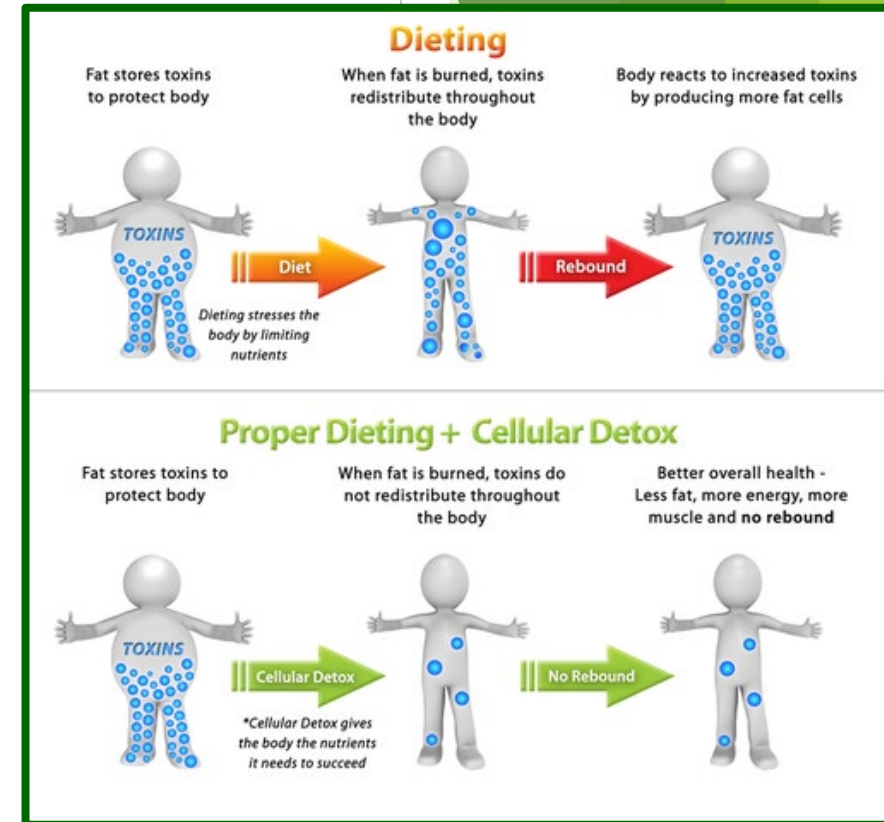 Dieting
Fat stores toxins
to protect body
When fat is burned, toxins
redistribute throughout
the body
Body reacts to increased toxins
by producing more fat cells
TOXINS
Diet
Dieting stresses the
body by limiting
nutrients
Rebound
TOXINS
Proper Dieting + Cellular Detox
Fat stores toxins to
protect body
When fat is burned, toxins do
not redistribute throughout
the body
Better overall health -
Less fat, more energy, more
muscle and no rebound
TOXINS
Cellular Detox
*Cellular Detox gives
the body the nutrients
it needs to succeed
No Rebound